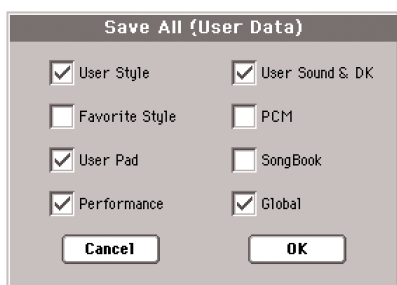 Save All (User Data)
User Style
User Sound & DK
Favorite Style
PCM
User Pad
SongBook
Performance
Global
Cancel
OK